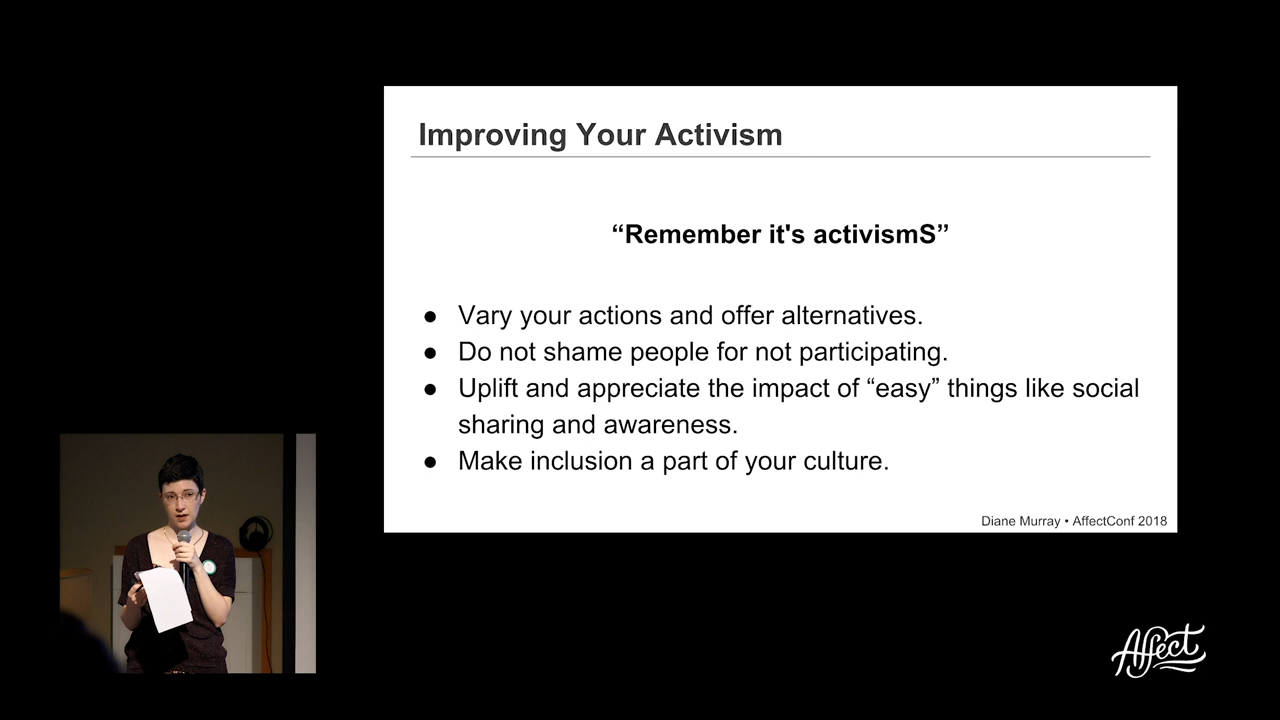 Improving Your Activism
“Remember it's activismS”
● Vary your actions and offer alternatives.
● Do not shame people for not participating.
● Uplift and appreciate the impact of “easy” things like social
sharing and awareness.
● Make inclusion a part of your culture.
Diane Murray • AffectConf 2018
Affect